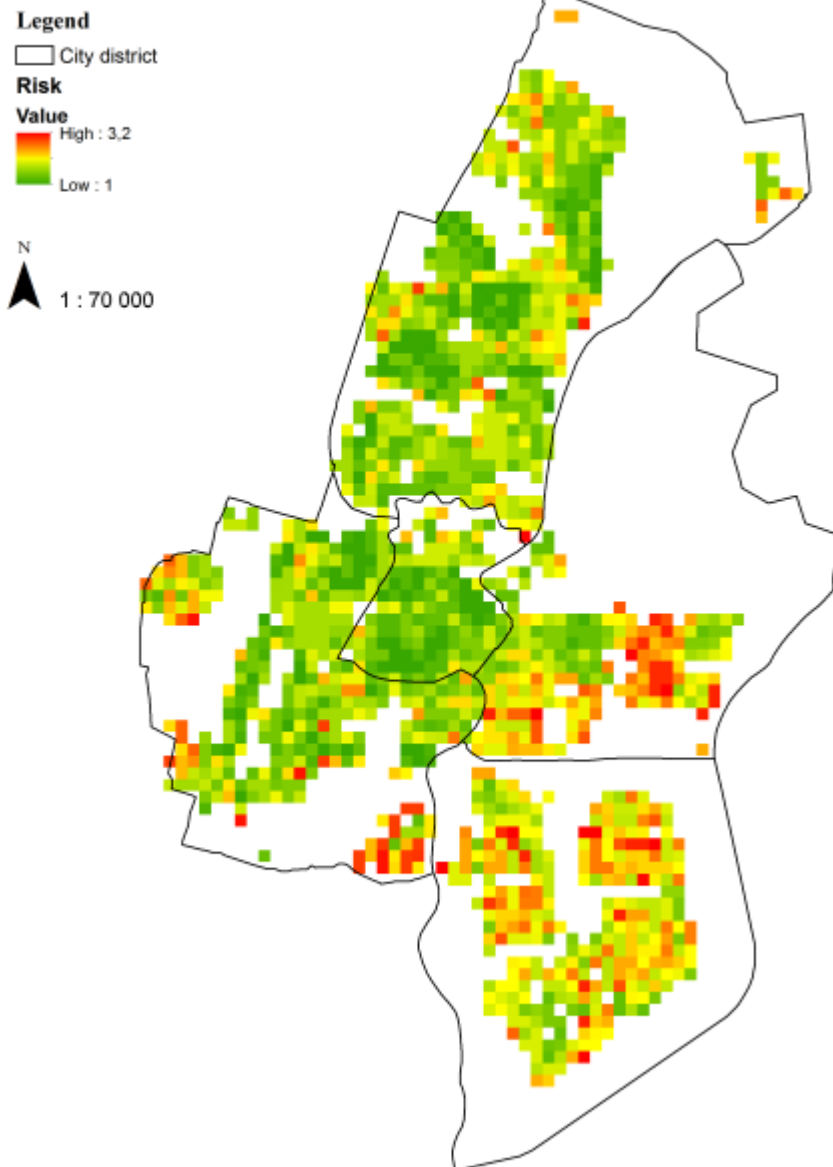 Legend
City district
Risk
Value
High : 3,2
Low : 1
N
1 : 70 000